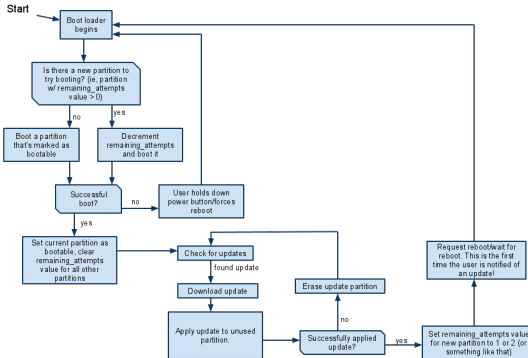 Start
Boot loader
begins
Is there a new partition to
try booting? (ie, partition
w/ remaining_attempts
value > 0)
no
yes
Boot a partition
that's marked as
bootable
Decrement
remaining_attempts
and boot it
Successful
boot?
no
User holds down
power button/forces
reboot
yes
Set current partition as
bootable, clear
remaining_attempts
value for all other
partitions
Check for updates
found update
Download update
Erase update partition
Request reboot/wait for
reboot. This is the first
time the user is notified of
an update!
Apply update to unused
partition.
no
Successfully applied
update?
yes
Set remaining_attempts value
for new partition to 1 or 2 (or
something like that)